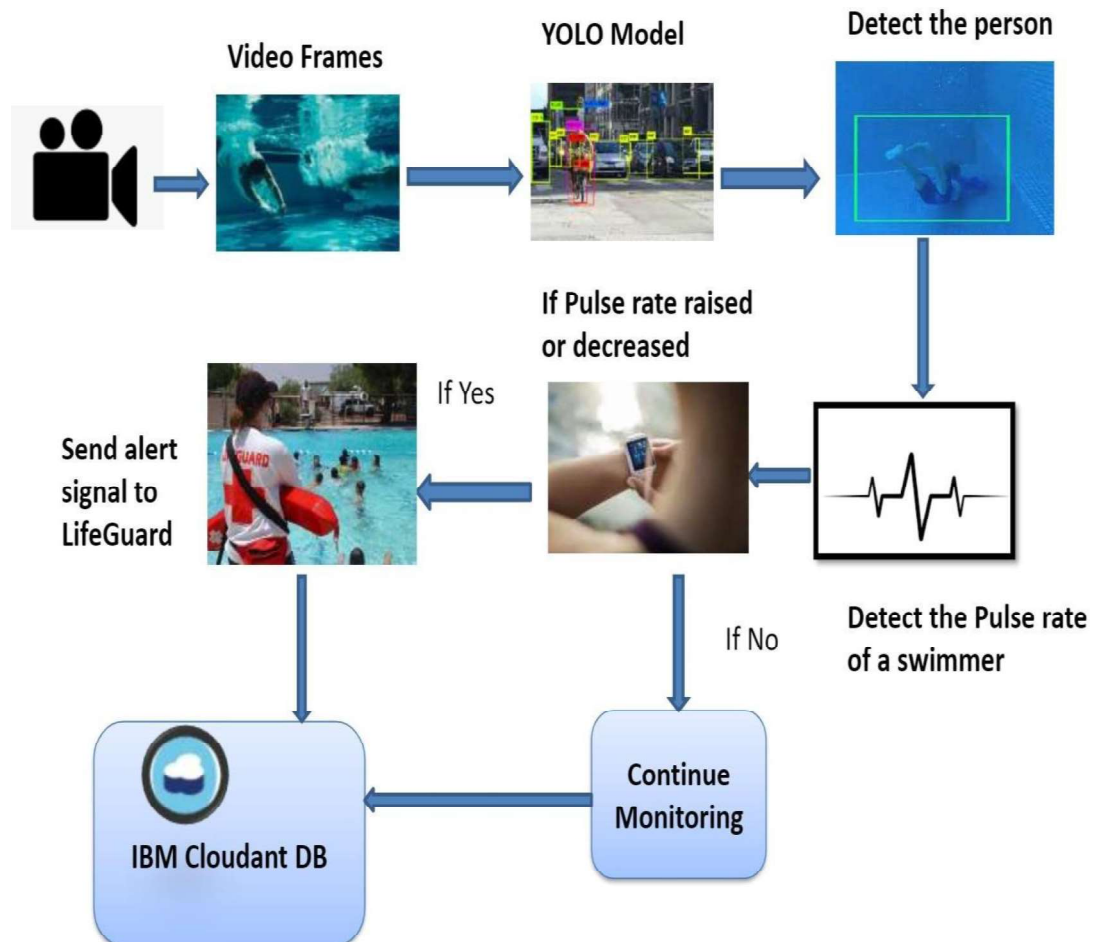 Video Frames
YOLO Model
Detect the person
If Pulse rate raised
or decreased
If Yes
Send alert
signal to
LifeGuard
GUARD
Detect the Pulse rate
of a swimmer
If No
Continue
Monitoring
IBM Cloudant DB